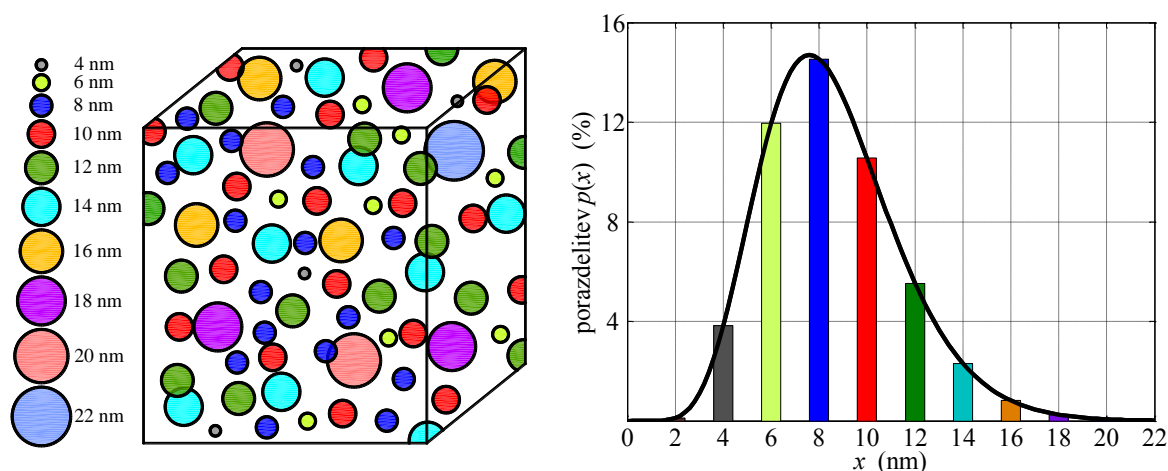 4 nm
6 nm
8 nm
10 nm
12 nm
14 nm
16 nm
18 nm
20 nm
22 nm
porazdelitev p(x) (%)
16
12
8
4
0 2 4 6 8 10 12 14 16 18 20 22
x (nm)